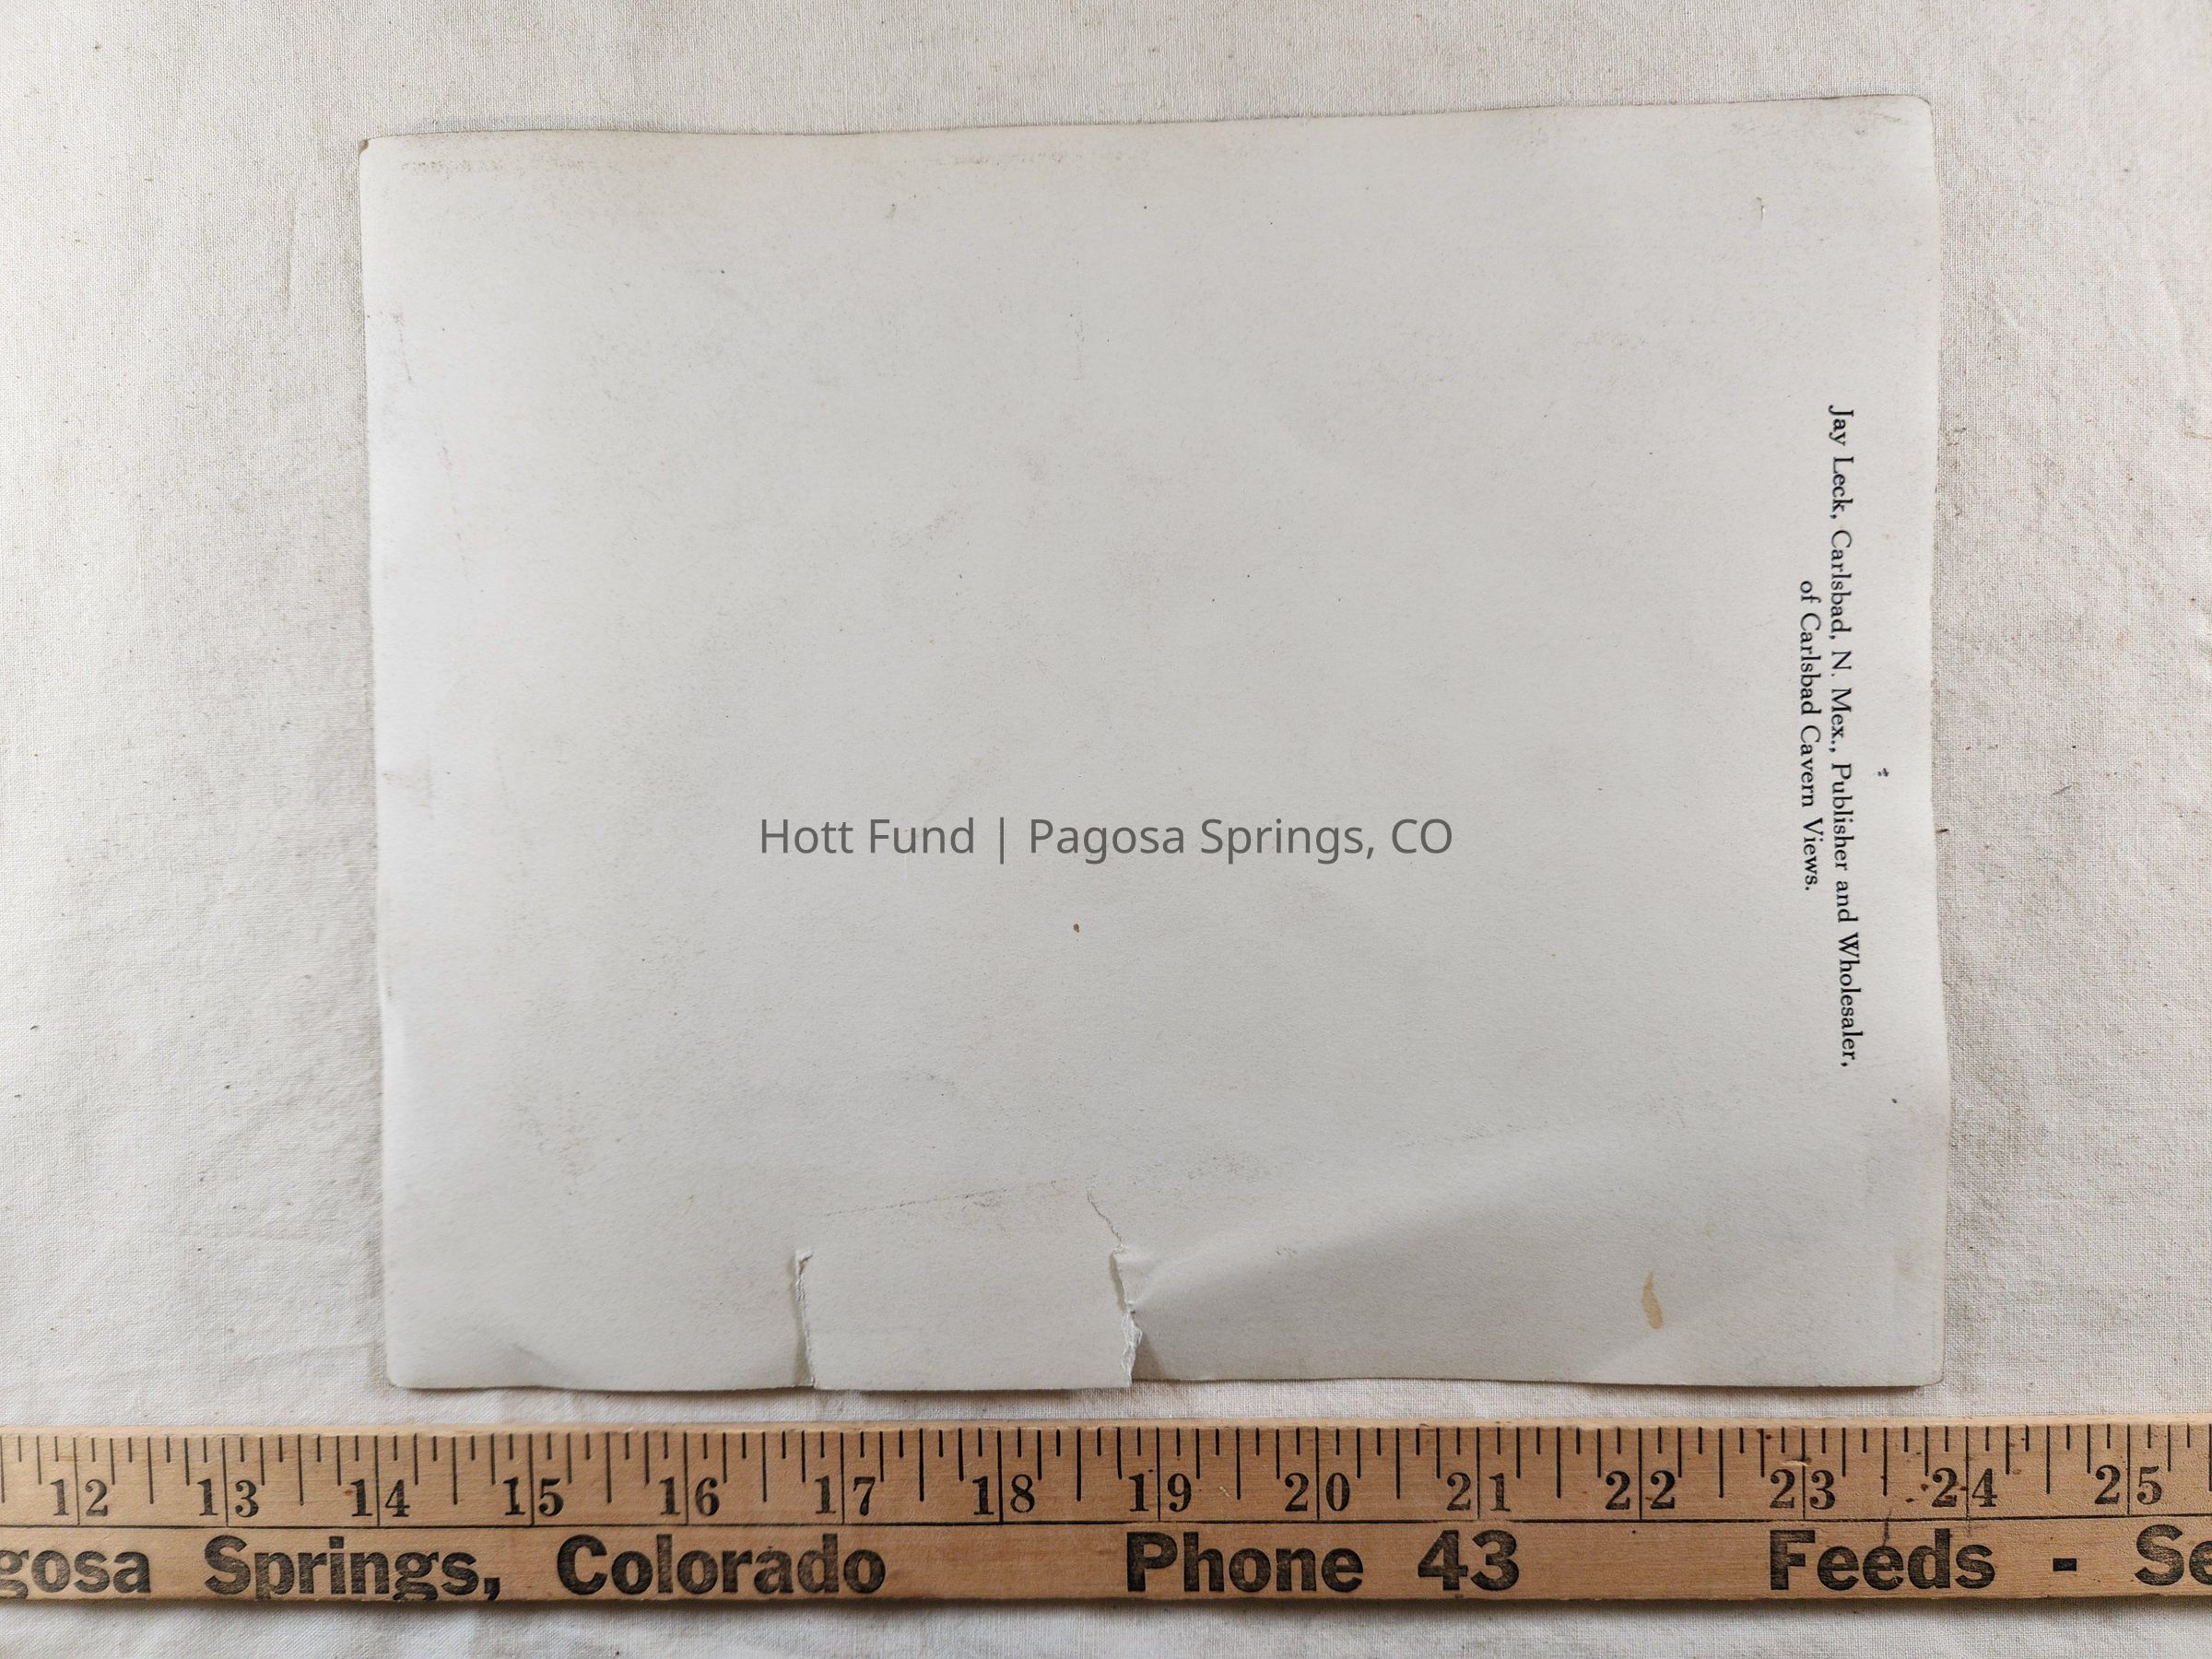 Jay Leck, Carlsbad, N. Mex., Publisher and Wholesaler,
of Carlsbad Cavern Views.
Hott Fund | Pagosa Springs, CO
12 13 14 15 16 17 18 19 20 21 22 23 24 25
gosa Springs, Colorado Phone 43 Feeds - Se